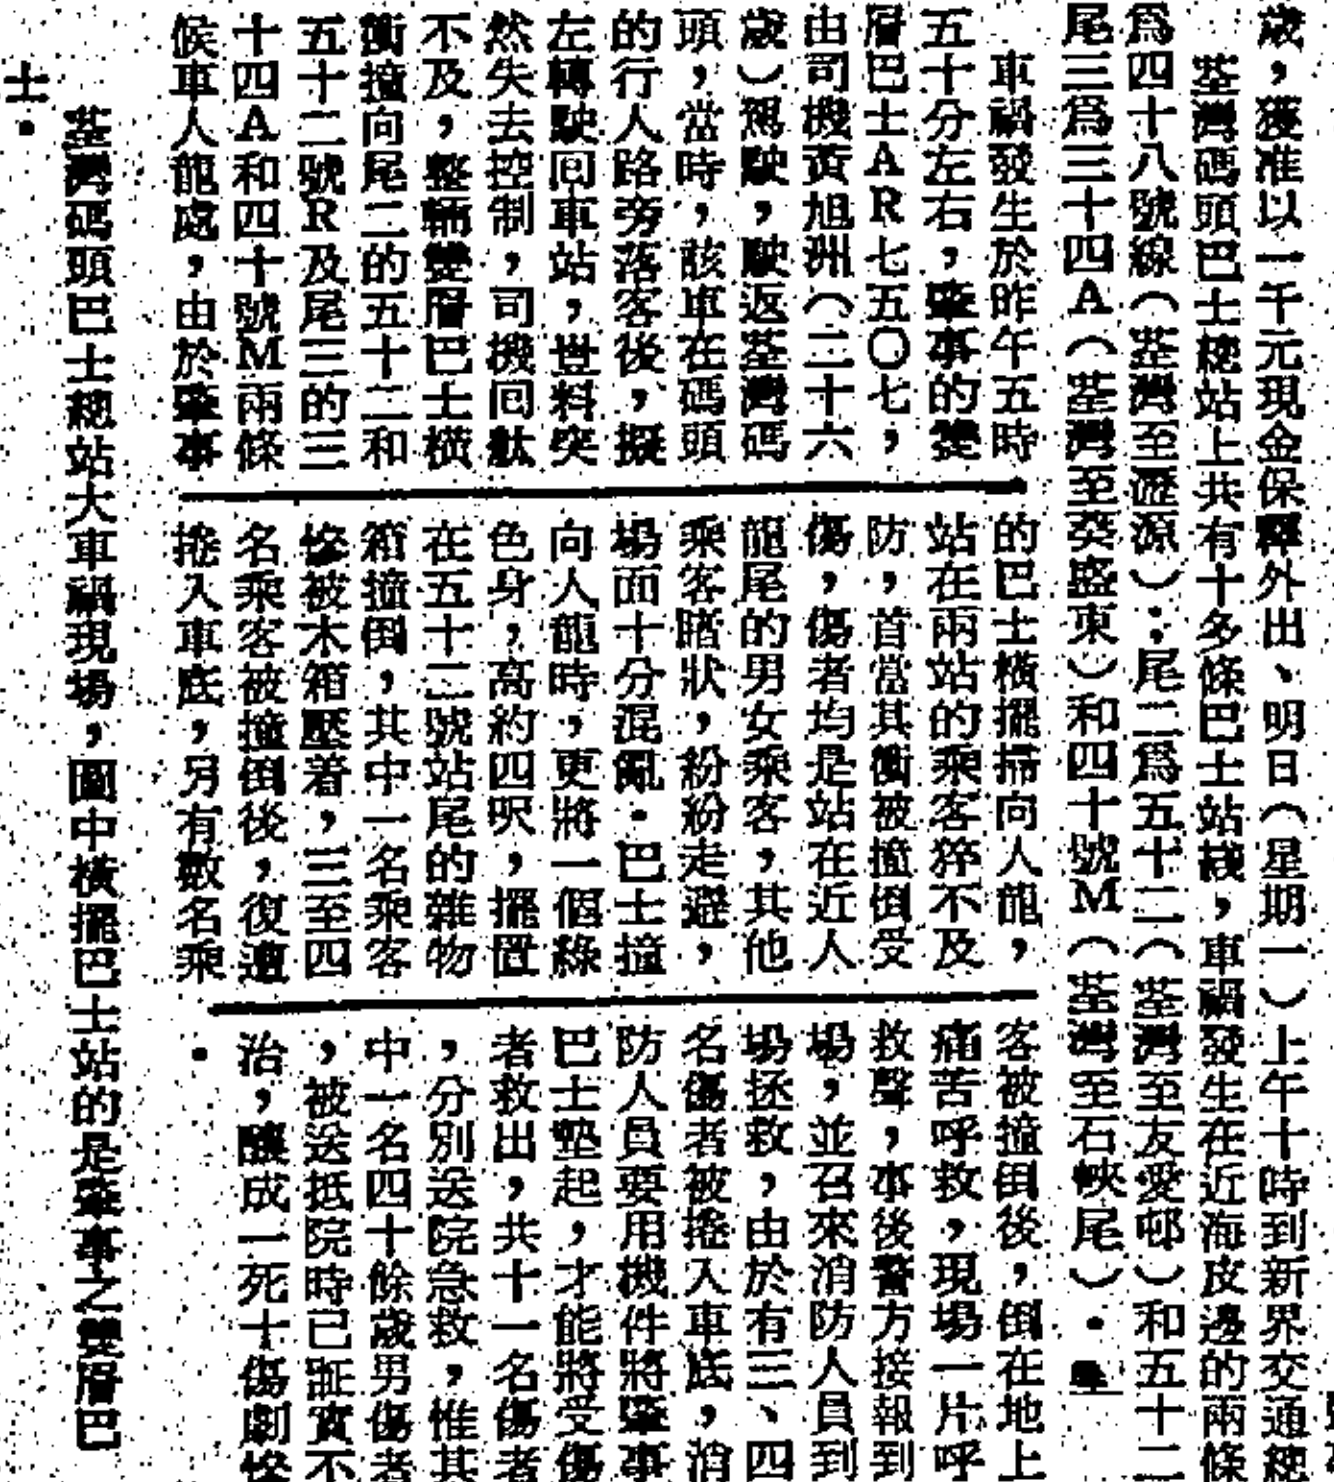 歲，獲准以一千元現金保釋外出、明日（星期一）上午十時到新界交通總
荃灣碼頭巴士總站上共有十多條巴士站綫，車禍發生在近海皮邊的兩條
爲四十八號線（荃灣至瀝源）；尾二爲五十二（荃灣至友愛邨）和五十二
尾三爲三十四A（荃灣至葵盛東）和四十號M（荃灣至石峽尾）．
車禍發生於昨午五時
五十分左右，肇事的雙
層巴士AR七五〇七，
由司機黃旭洲（二十六
歲）駕駛，駛返荃灣碼
頭，當時，該車在碼頭
的行人路旁落客後，擬
左轉駛回車站，豈料突
然失去控制，司機回䑓
不及，整輛雙層巴士橫
衝撞向尾二的五十二和
五十二號R及尾三的三
十四A和四十號M兩條
候車人龍處，由於肇事
的巴士橫擺掃向人龍，
站在兩站的乘客猝不及
防，首當其衝被撞倒受
傷，傷者均是站在近人
龍尾的男女乘客，其他
乘客睹狀，紛紛走避，
場面十分混亂．巴士撞
向人龍時，更將一個綠
色身，高約四呎，擺置
在五十二號站尾的雜物
箱撞倒，其中一名乘客
慘被木箱壓着，三至四
名乘客被撞倒後，復遭
捲入車底，另有數名乘
客被撞倒後，倒在地上
痛苦呼救，現場一片呼
救聲，事後警方接報到
場，並召來消防人員到
場拯救，由於有三、四
名傷者被捲入車底，消
防人員要用機件將肇事
巴士墊起，才能將受傷
者救出，共十一名傷者
，分別送院急救，惟其
中一名四十餘歲男傷者
，被送抵院時已証實不
治，釀成一死十傷劇慘
．
荃灣碼頭巴士總站大車禍現場，圖中橫擺巴士站的是肇事之雙層巴
士．